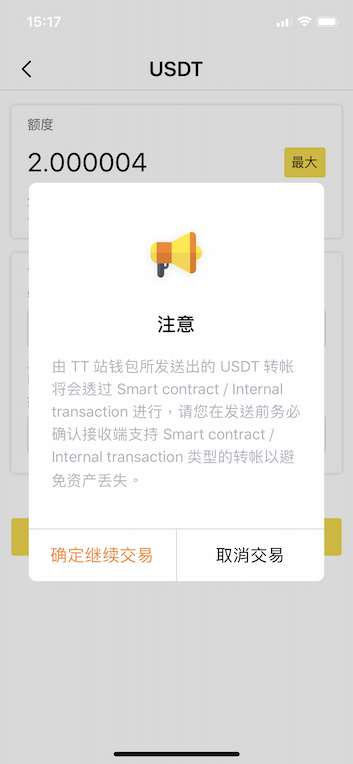 15:17
USDT
额度
2.000004
最大
注意
由 TT 站钱包所发送出的 USDT 转帐
将会透过 Smart contract / Internal
transaction 进行，请您在发送前务必
确认接收端支持 Smart contract /
Internal transaction 类型的转帐以避
免资产丢失。
确定继续交易
取消交易